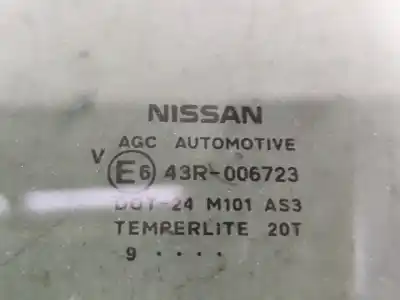 NISSAN
AGC AUTOMOTIVE
V E6 43R-006723
DOT-24 M101 AS3
TEMPERLITE 20T
9 ····